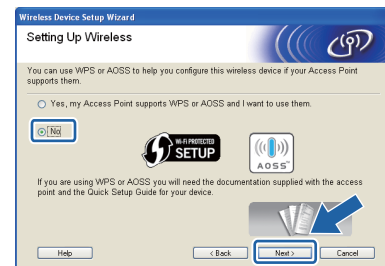 Wireless Device Setup Wizard
Setting Up Wireless
You can use WPS or AOSS to help you configure this wireless device if your Access Point
supports them.
Yes, my Access Point supports WPS or AOSS and I want to use them.
No
WI-FI PROTECTED
SETUP
AOSS
If you are using WPS or AOSS you will need the documentation supplied with the access
point and the Quick Setup Guide for your device.
Help
< Back
Next >
Cancel